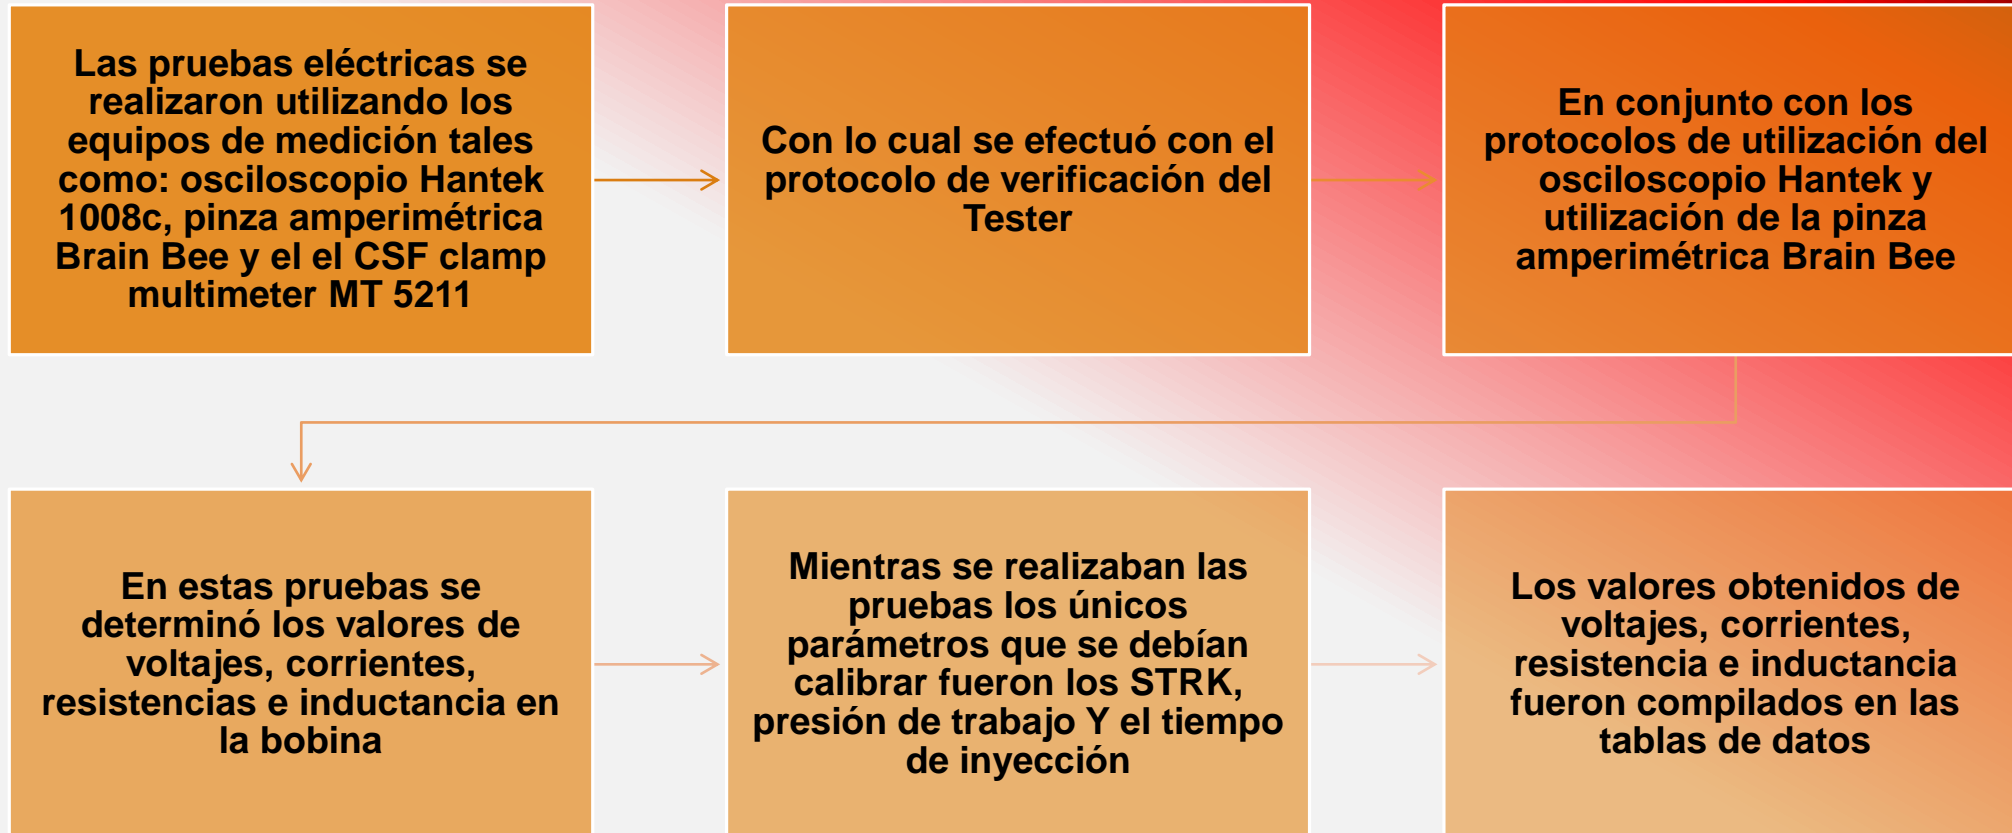 Las pruebas eléctricas se
realizaron utilizando los
equipos de medición tales
como: osciloscopio Hantek
1008c, pinza amperimétrica
Brain Bee y el el CSF clamp
multimeter MT 5211
Con lo cual se efectuó con el
protocolo de verificación del
Tester
En conjunto con los
protocolos de utilización del
osciloscopio Hantek y
utilización de la pinza
amperimétrica Brain Bee
En estas pruebas se
determinó los valores de
voltajes, corrientes,
resistencias e inductancia en
la bobina
Mientras se realizaban las
pruebas los únicos
parámetros que se debían
calibrar fueron los STRK,
presión de trabajo Y el tiempo
de inyección
Los valores obtenidos de
voltajes, corrientes,
resistencia e inductancia
fueron compilados en las
tablas de datos